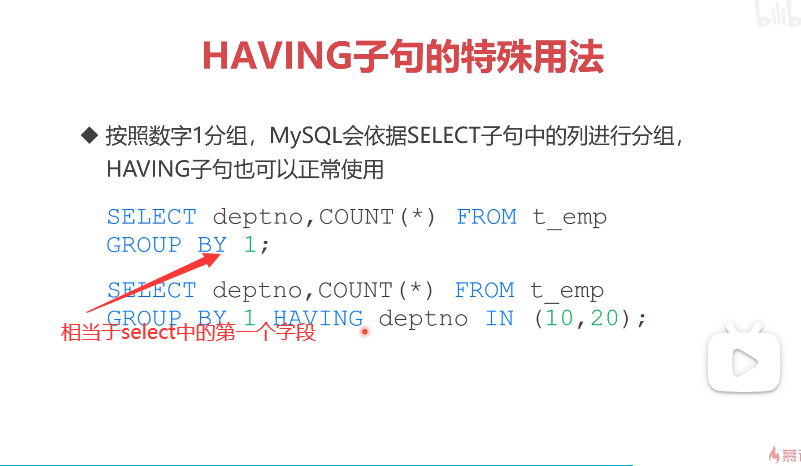 bilib
HAVING子句的特殊用法
◆ 按照数字1分组，MySQL会依据SELECT子句中的列进行分组，
HAVING子句也可以正常使用
SELECT deptno,COUNT(*) FROM t_emp
GROUP BY 1;
SELECT deptno,COUNT(*) FROM t_emp
GROUP BY 1 HAVING deptno IN (10,20);
相当于select中的第一个字段
慕